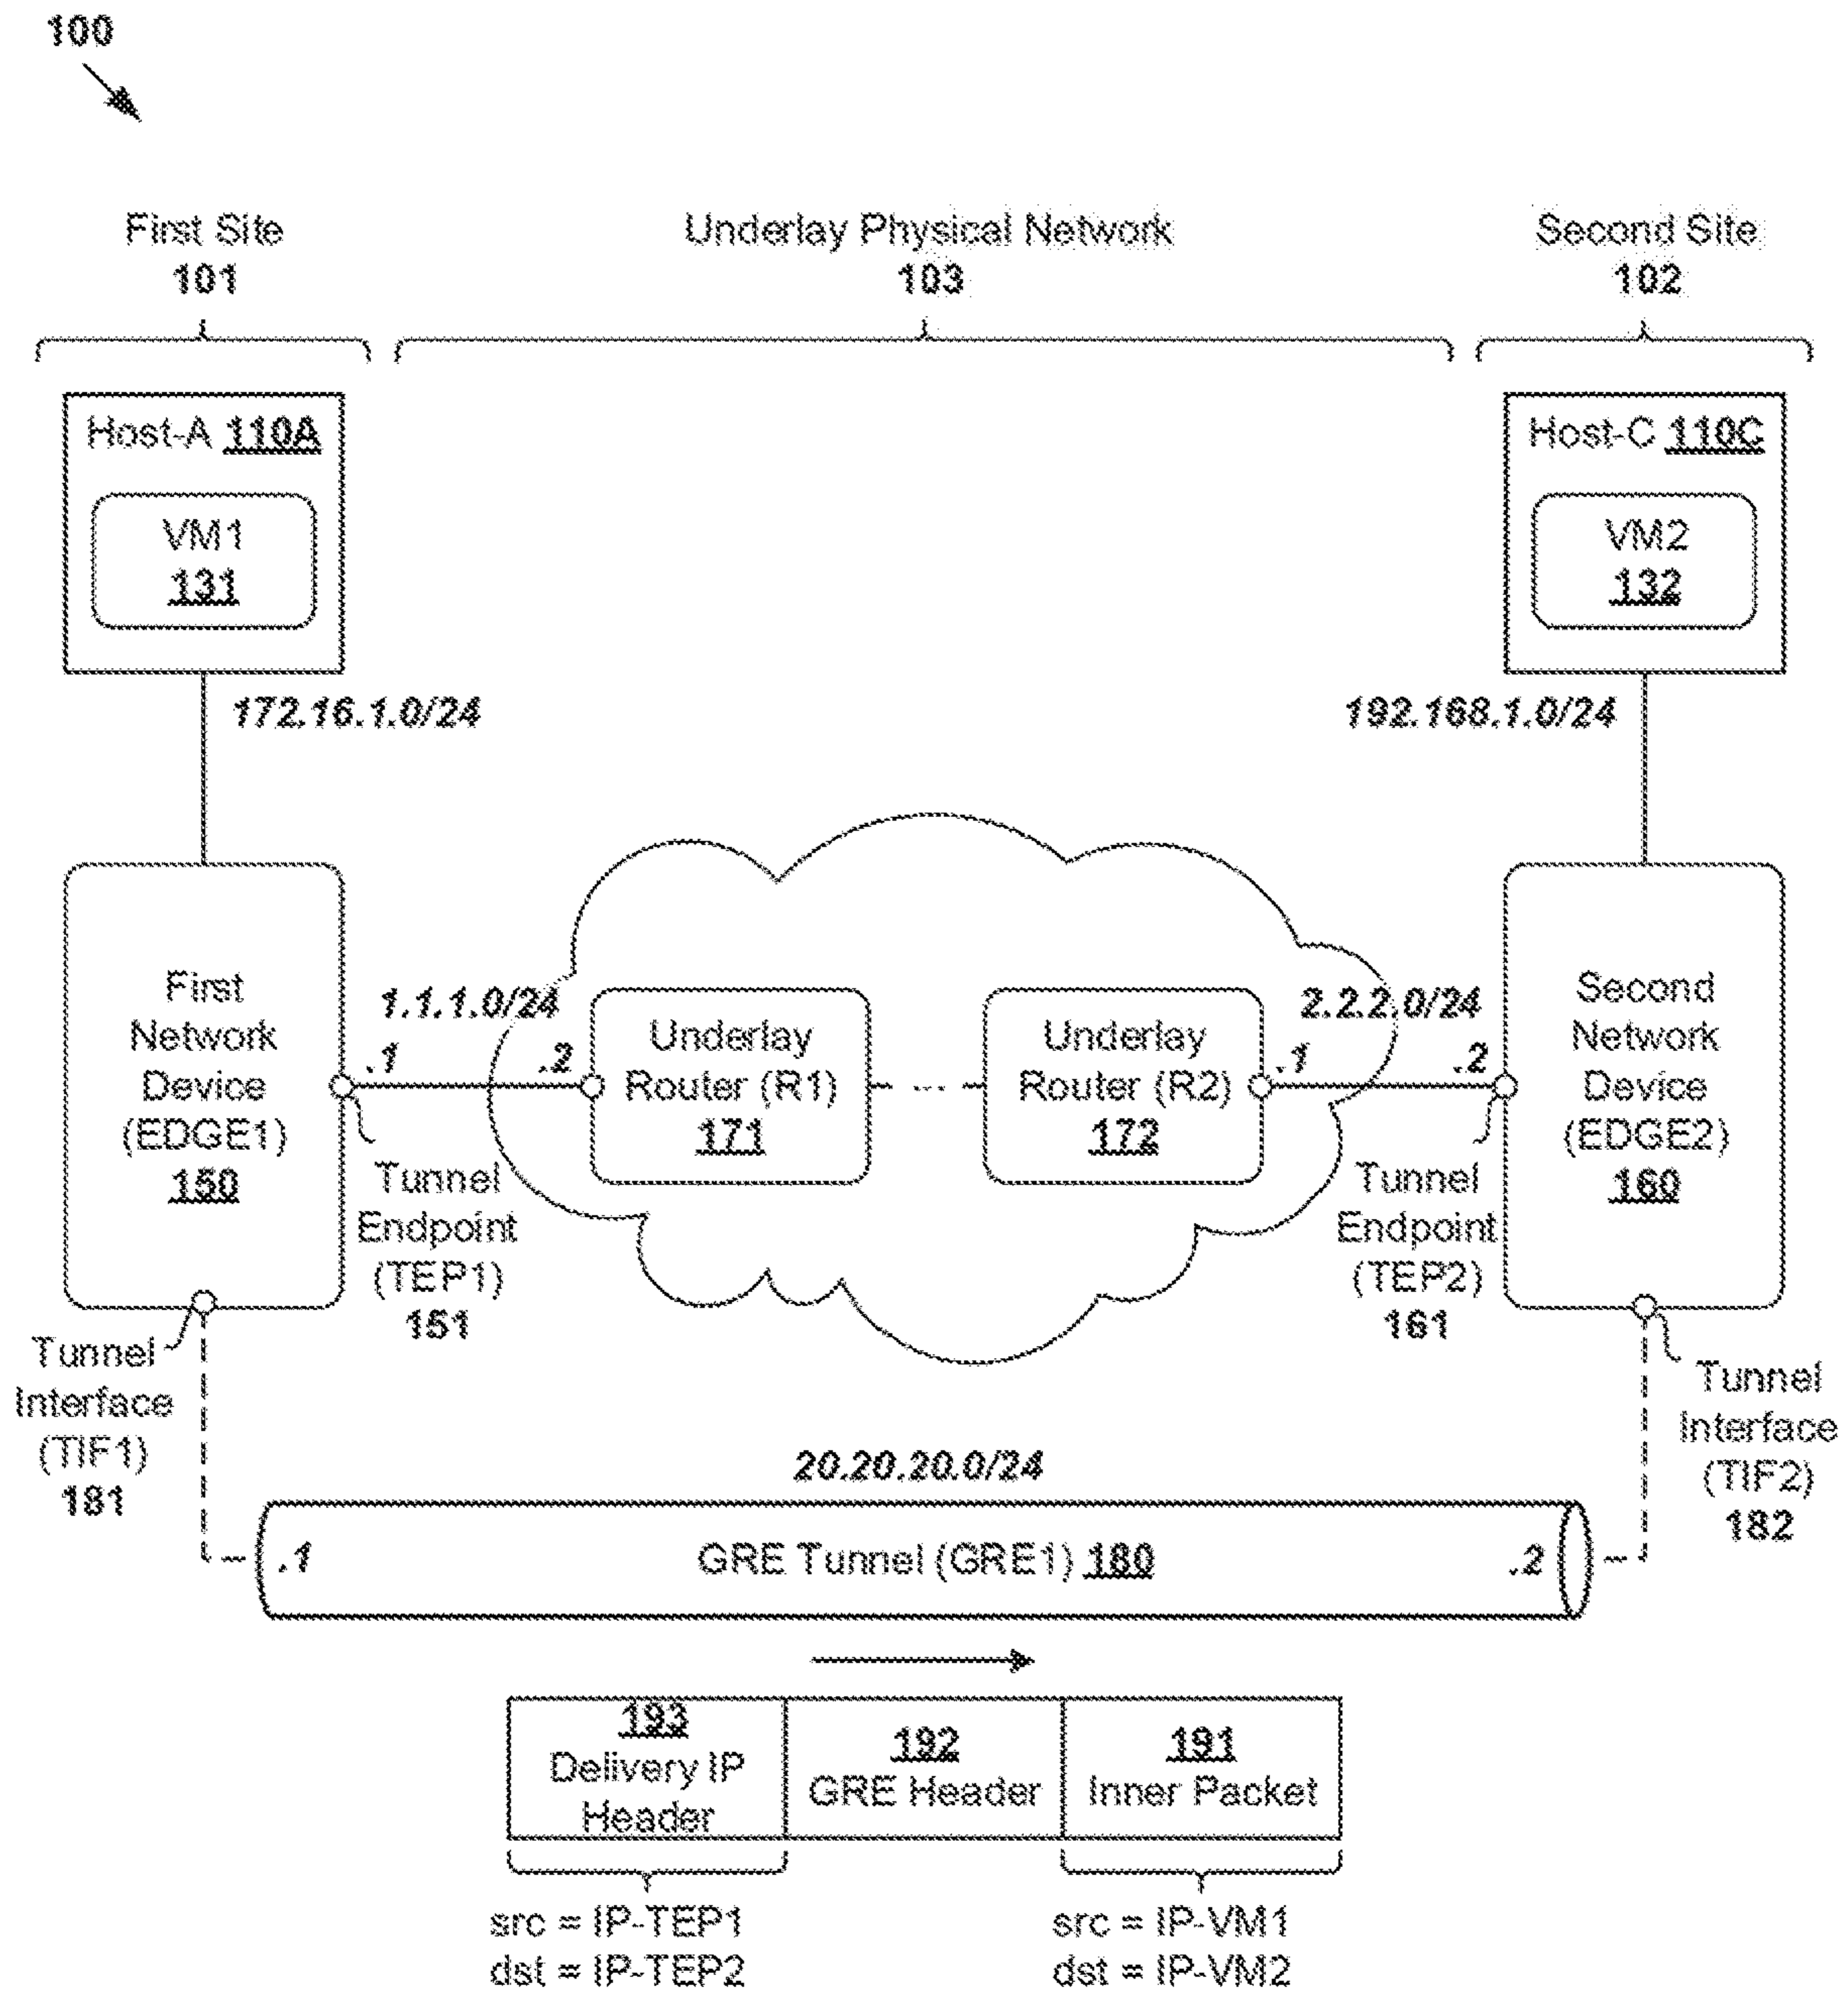 100
First Site
101
Underlay Physical Network
103
Second Site
102
Host-A 110A
VM1
131
Host-C 110C
VM2
132
172.16.1.0/24
192.168.1.0/24
First
Network
Device
(EDGE1)
150
1.1.1.0/24
.1
.2
Underlay
Router (R1)
171
...
Underlay
Router (R2)
172
2.2.2.0/24
.1
.2
Second
Network
Device
(EDGE2)
160
Tunnel
Endpoint
(TEP1)
151
Tunnel
Endpoint
(TEP2)
161
Tunnel
Interface
(TIF1)
181
Tunnel
Interface
(TIF2)
182
20.20.20.0/24
.1
GRE Tunnel (GRE1) 180
.2
193
Delivery IP
Header
192
GRE Header
191
Inner Packet
src = IP-TEP1
dst = IP-TEP2
src = IP-VM1
dst = IP-VM2